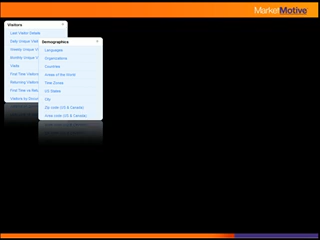 MarketMotive
Visitors
Last Visitor Details
Daily Unique Visit
Weekly Unique V
Monthly Unique V
Visits
First Time Visitors
Returning Visitors
First Time vs Retu
Visitors by
Demographics
Languages
Organizations
Countries
Areas of the World
Time Zones
US States
City
Zip code (US & Canada)
Area code (US & Canada)